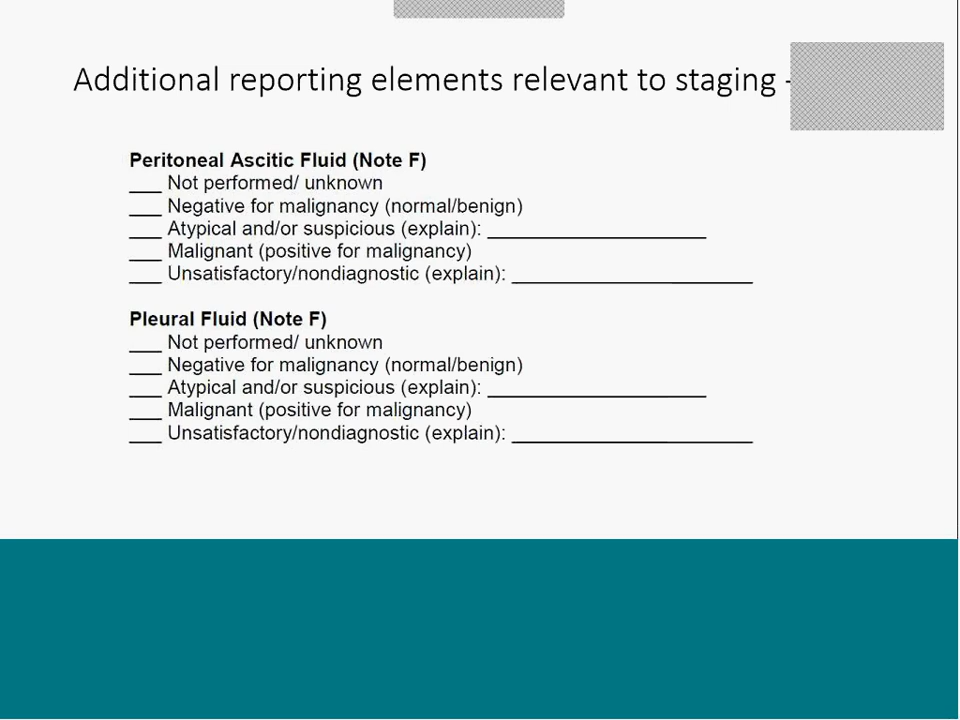 Additional reporting elements relevant to staging -
Peritoneal Ascitic Fluid (Note F)
___ Not performed/ unknown
___ Negative for malignancy (normal/benign)
___ Atypical and/or suspicious (explain): ____________________
___ Malignant (positive for malignancy)
___ Unsatisfactory/nondiagnostic (explain): ______________________
Pleural Fluid (Note F)
___ Not performed/ unknown
___ Negative for malignancy (normal/benign)
___ Atypical and/or suspicious (explain): ____________________
___ Malignant (positive for malignancy)
___ Unsatisfactory/nondiagnostic (explain): ______________________